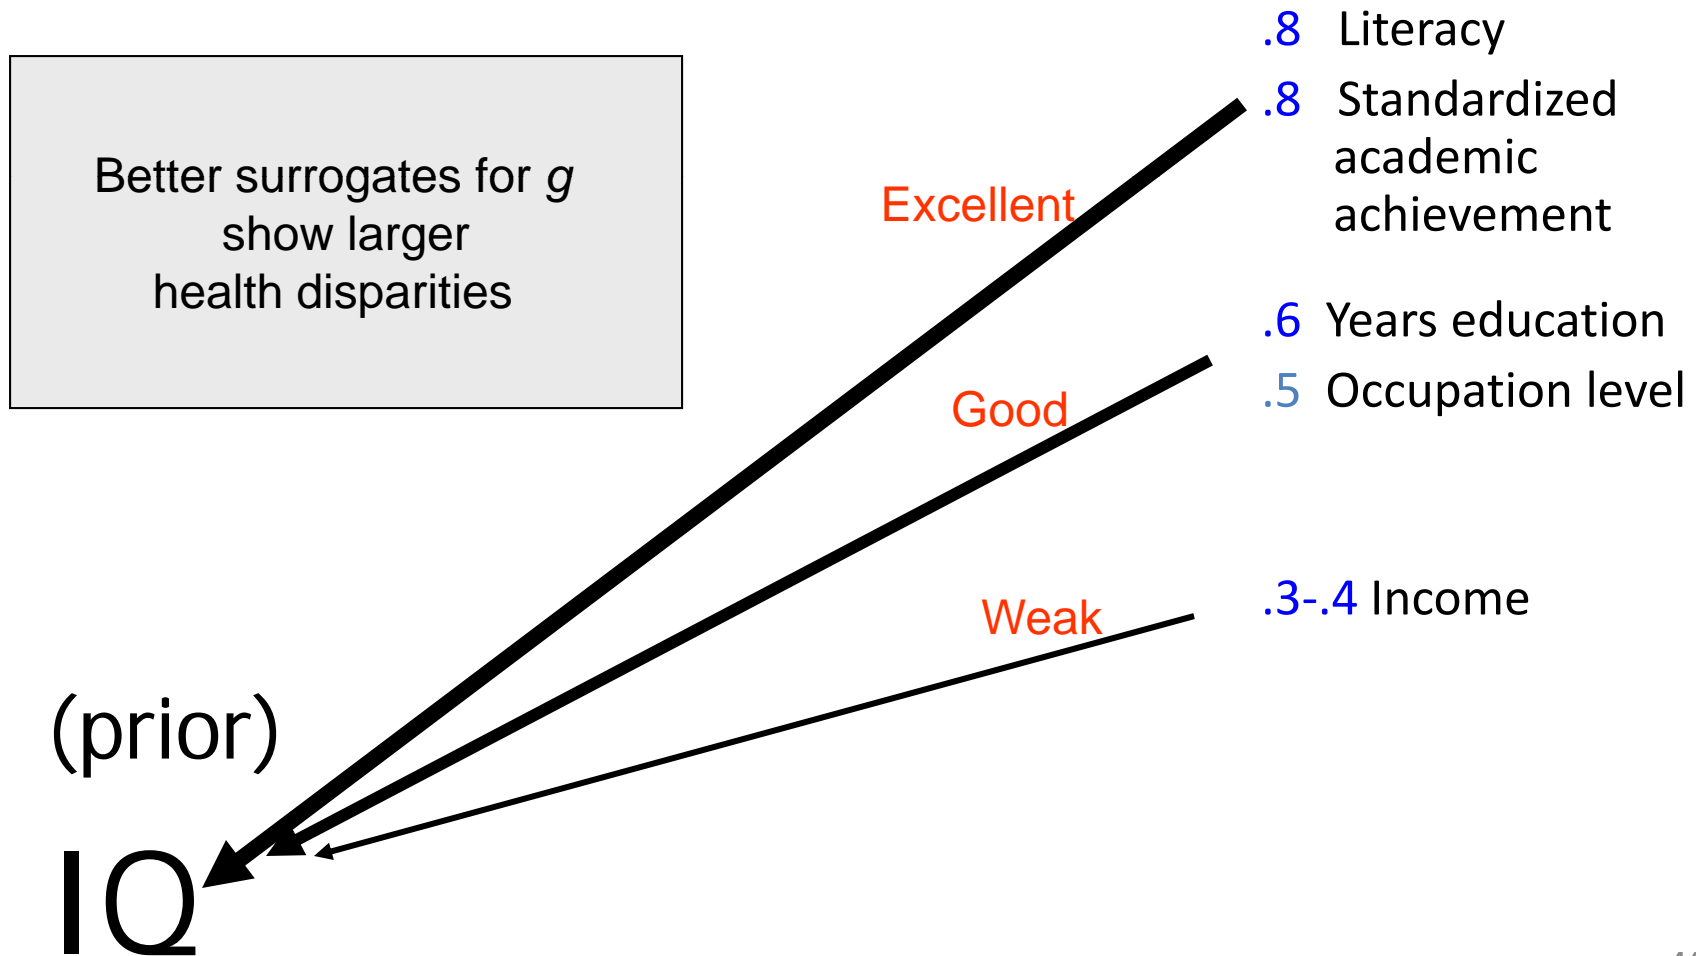 Better surrogates for g
show larger
health disparities
.8 Literacy
.8 Standardized
academic
achievement
Excellent
.6 Years education
.5 Occupation level
Good
.3-.4 Income
Weak
(prior)
IQ